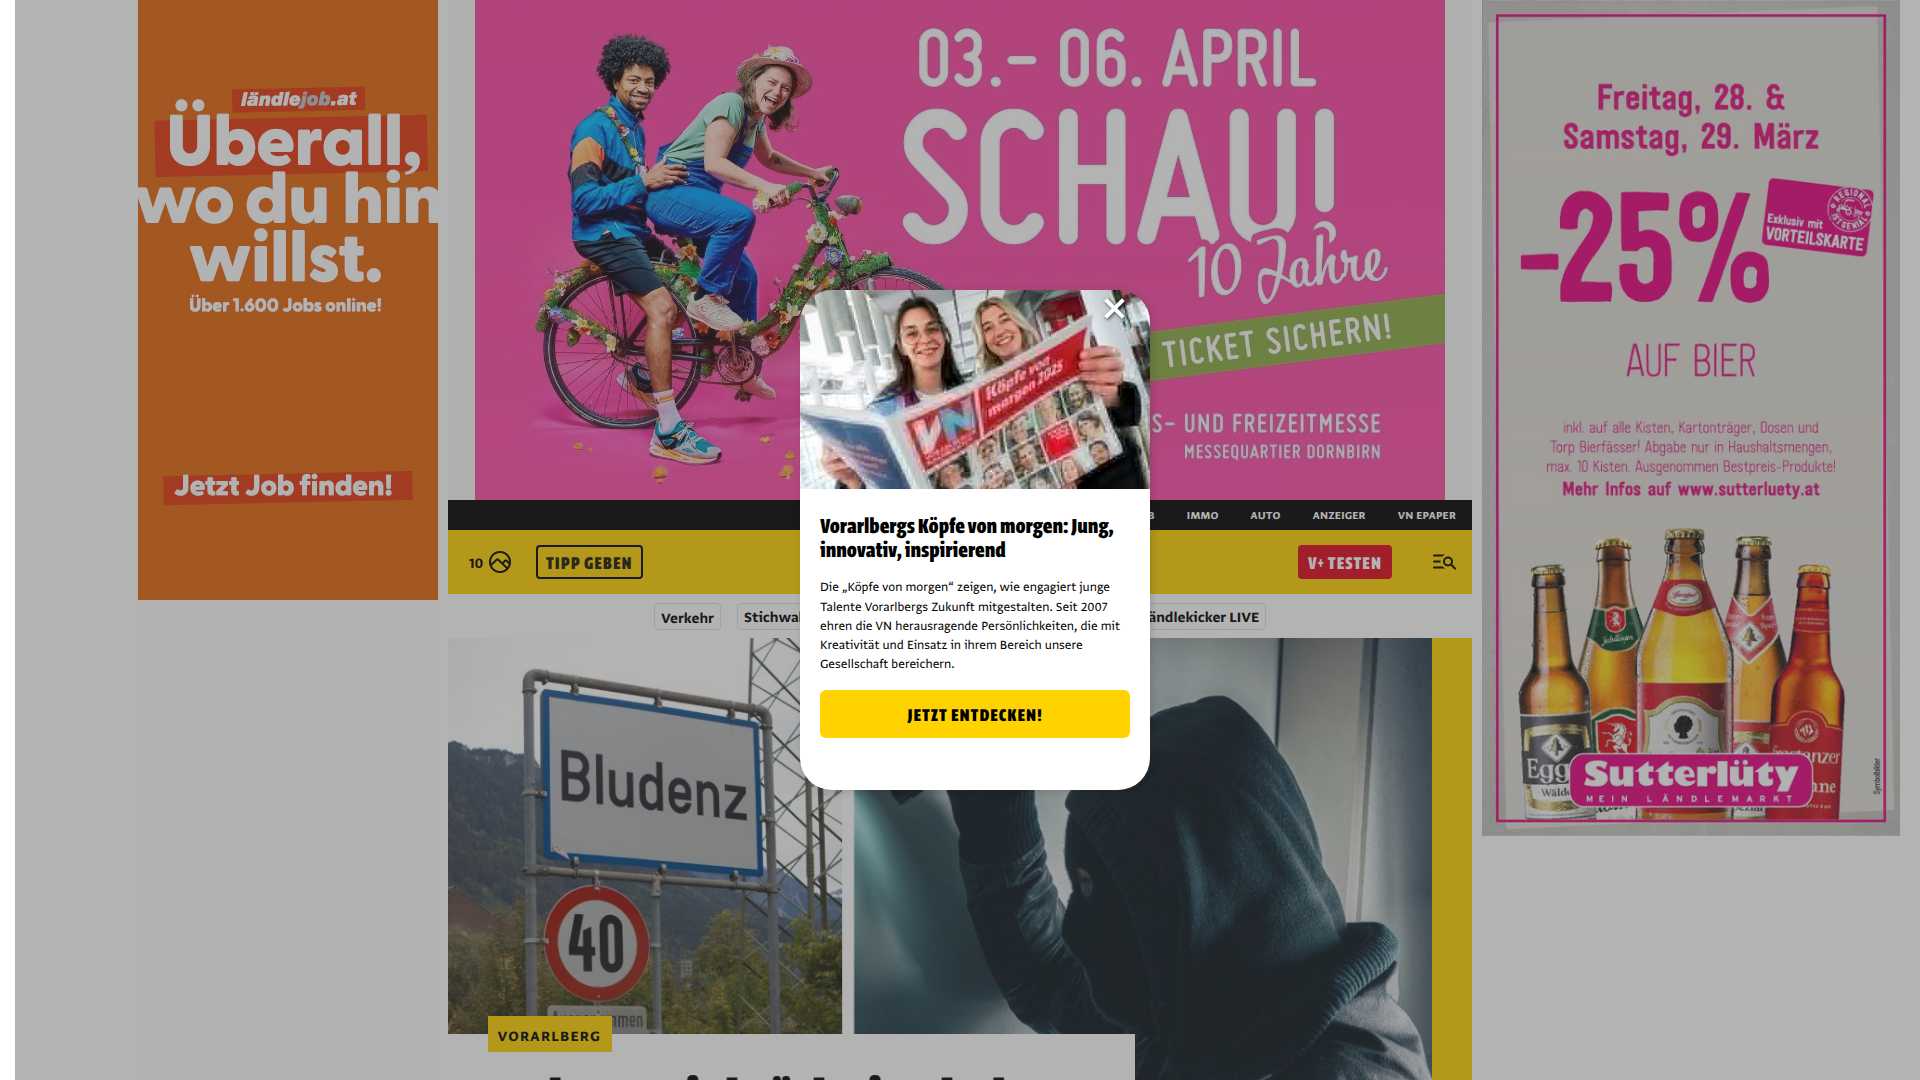 ländlejob.at
Überall,
wo du hin
willst.
Über 1.600 Jobs online!
Jetzt Job finden!
03.– 06. APRIL
SCHAU!
10 Jahre
TICKET SICHERN!
S- UND FREIZEITMESSE
MESSEQUARTIER DORNBIRN
Freitag, 28. &
Samstag, 29. März
-25%
REGIONAL
IST GENIAL
Exklusiv mit
VORTEILSKARTE
AUF BIER
inkl. auf alle Kisten, Kartonträger, Dosen und
Torp Bierfässer! Abgabe nur in Haushaltsmengen,
max. 10 Kisten. Ausgenommen Bestpreis-Produkte!
Mehr Infos auf www.sutterluety.at
Sutterlüty
MEIN LÄNDLEMARKT
Symbolbilder
IMMO
AUTO
ANZEIGER
VN EPAPER
10
TIPP GEBEN
V+ TESTEN
Verkehr
Stichwal
ändlekicker LIVE
VN
Köpfe von
morgen 2025
Vorarlbergs Köpfe von morgen: Jung,
innovativ, inspirierend
Die „Köpfe von morgen“ zeigen, wie engagiert junge
Talente Vorarlbergs Zukunft mitgestalten. Seit 2007
ehren die VN herausragende Persönlichkeiten, die mit
Kreativität und Einsatz in ihrem Bereich unsere
Gesellschaft bereichern.
JETZT ENTDECKEN!
Bludenz
40
VORARLBERG